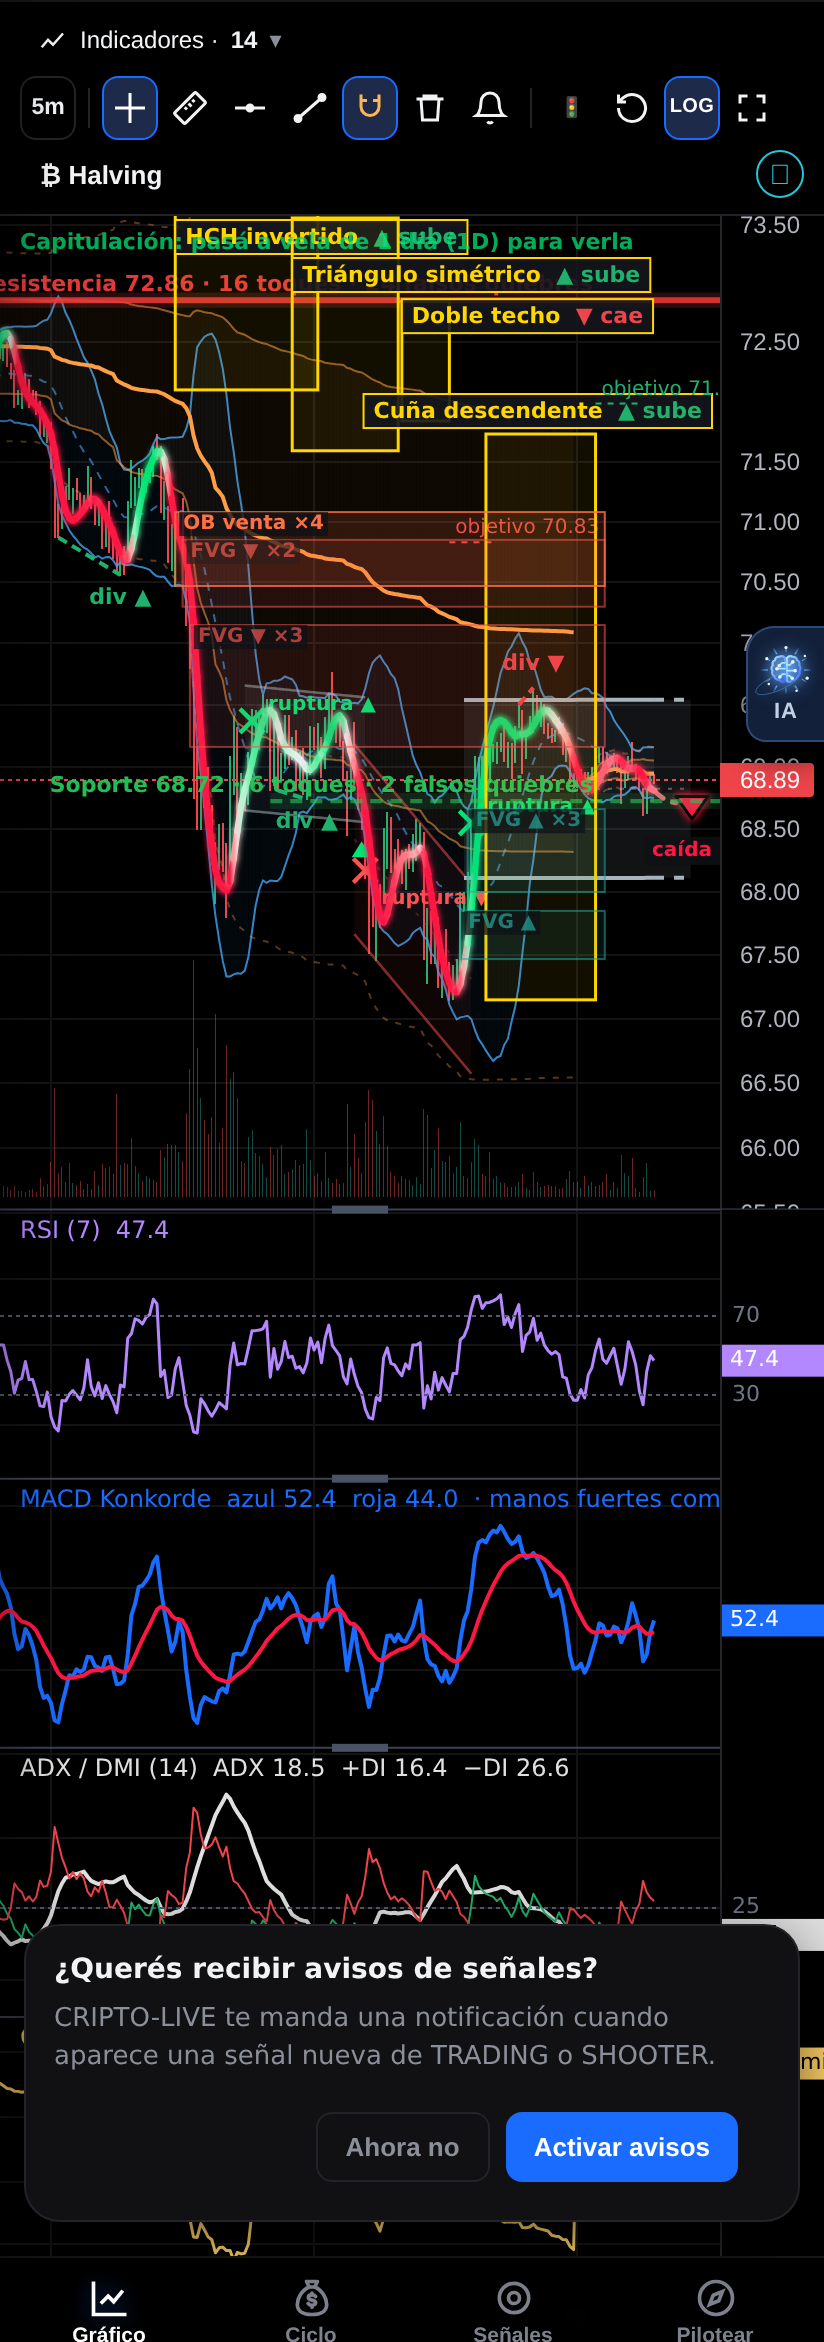 Indicadores · 14 ▾
5m
LOG
₿ Halving
73.50
HCH invertido ▲ sube
Capitulación: pasá a vela de 1 día (1D) para verla
Triángulo simétrico ▲ sube
esistencia 72.86 · 16 toq
Doble techo ▼ cae
72.50
objetivo 71.
Cuña descendente ▲ sube
71.50
OB venta ×4
objetivo 70.83
71.00
FVG ▼ ×2
70.50
div ▲
FVG ▼ ×3
div ▼
ruptura ▲
IA
69.00
Soporte 68.72 · 6 toques · 2 falsos quiebres
68.89
ruptura ▲
div ▲
FVG ▲ ×3
68.50
caída
68.00
ruptura ▼
FVG ▲
67.50
67.00
66.50
66.00
65.50
RSI (7) 47.4
70
47.4
30
MACD Konkorde azul 52.4 roja 44.0 · manos fuertes com
52.4
ADX / DMI (14) ADX 18.5 +DI 16.4 −DI 26.6
25
¿Querés recibir avisos de señales?
CRIPTO-LIVE te manda una notificación cuando
aparece una señal nueva de TRADING o SHOOTER.
mi
Ahora no
Activar avisos
Gráfico
Ciclo
Señales
Pilotear